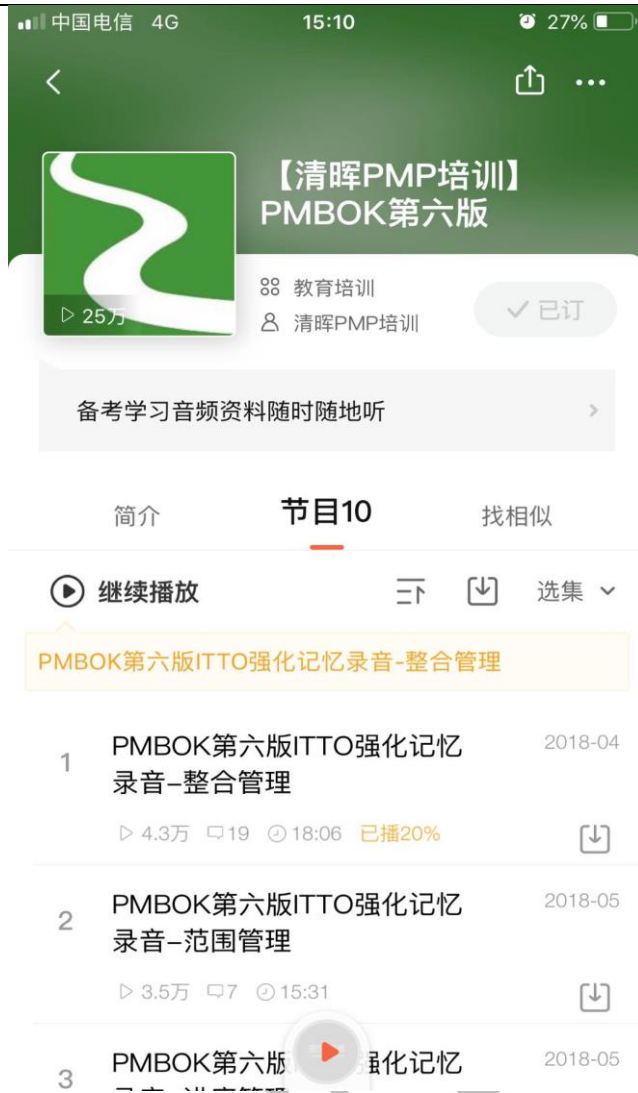 中国电信 4G 15:10 27%
【清晖PMP培训】
PMBOK第六版
25万
教育培训
清晖PMP培训
已订
备考学习音频资料随时随地听
简介 节目10 找相似
继续播放 选集
PMBOK第六版ITTO强化记忆录音-整合管理
1 PMBOK第六版ITTO强化记忆 2018-04
录音–整合管理
4.3万 19 18:06 已播20%
2 PMBOK第六版ITTO强化记忆 2018-05
录音–范围管理
3.5万 7 15:31
3 PMBOK第六版 强化记忆 2018-05